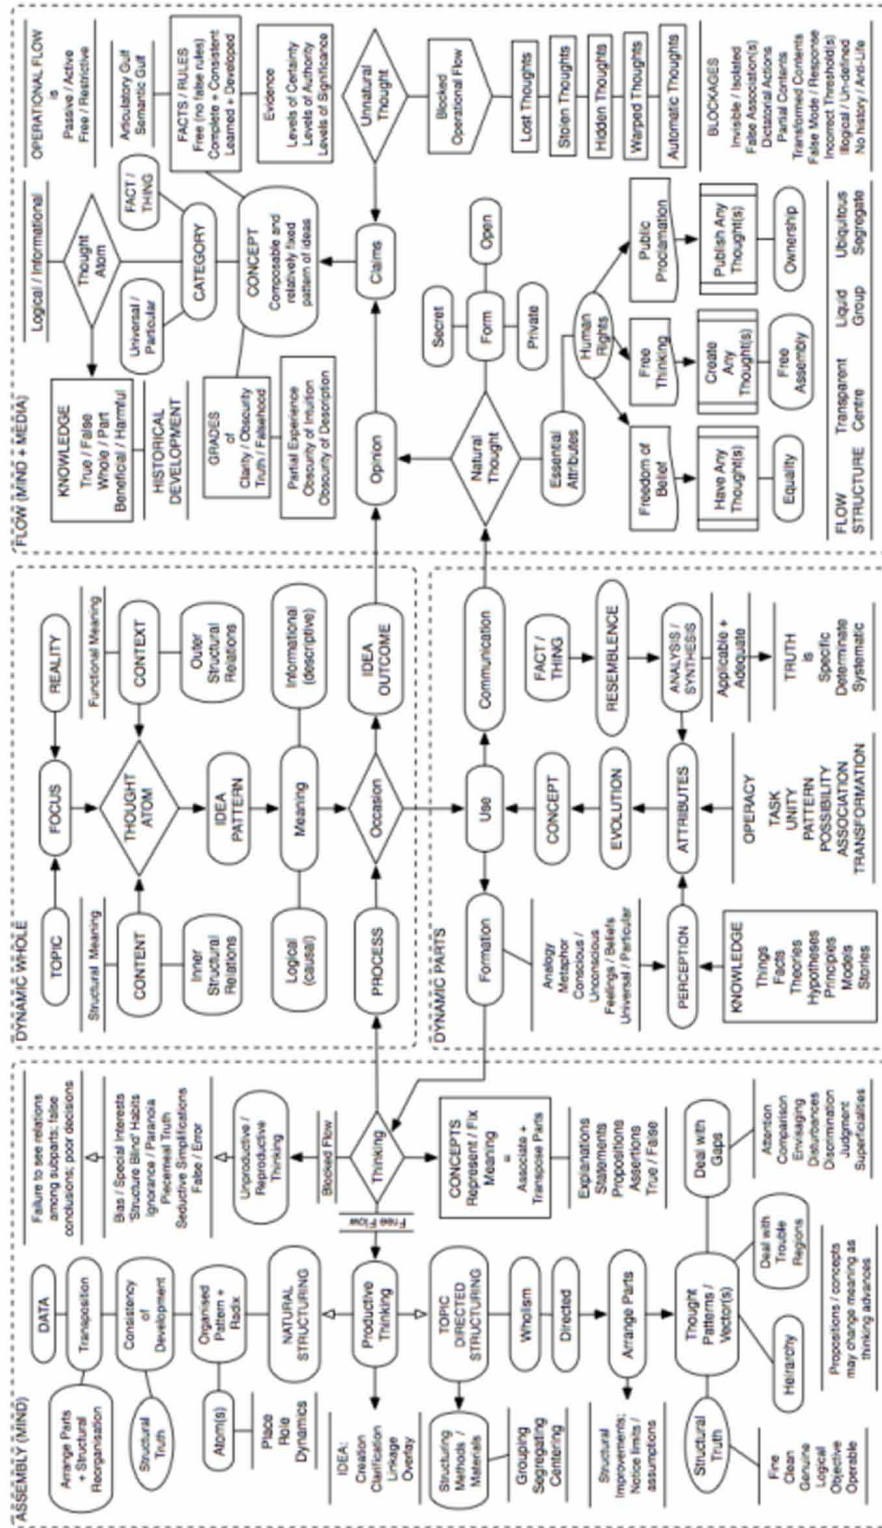 ASSEMBLY (MIND)
DATA
Transposition
Arrange Parts
+ Structural
Reorganisation
Consistency
of
Development
Structural
Truth
Organised
Pattern +
Radix
Atom(s)
Place
Role
Dynamics
NATURAL
STRUCTURING
Productive
Thinking
IDEA:
Creation
Clarification
Linkage
Overlay
TOPIC
DIRECTED
STRUCTURING
Structuring
Methods /
Materials
Grouping
Segregating
Centering
Wholism
Directed
Arrange Parts
Structural
Improvements;
Notice limits /
assumptions
Thought
Patterns /
Vector(s)
Structural
Truth
Fine
Clean
Genuine
Logical
Objective
Operable
Heirarchy
Deal with
Trouble
Regions
Deal with
Gaps
Attention
Comparison
Envisaging
Disturbances
Discrimination
Judgment
Superficialities
Propositions / concepts
may change meaning as
thinking advances
Failure to see relations
among subparts; false
conclusions; poor decisions
Bias / Special Interests
'Structure Blind' Habits
Ignorance / Paranoia
Piecemeal Truth
Seductive Simplifications
False / Error
Unproductive /
Reproductive
Thinking
Blocked Flow
Thinking
Free Flow
CONCEPTS
Represent / Fix
Meaning
=
Associate +
Transpose Parts
Explanations
Statements
Propositions
Assertions
True / False
DYNAMIC WHOLE
TOPIC
FOCUS
REALITY
Structural Meaning
Functional Meaning
CONTENT
THOUGHT
ATOM
CONTEXT
Inner
Structural
Relations
IDEA
PATTERN
Outer
Structural
Relations
Logical
(causal)
Meaning
Informational
(descriptive)
PROCESS
Occasion
IDEA
OUTCOME
DYNAMIC PARTS
Formation
Use
Communication
Analogy
Metaphor
Conscious /
Unconscious
Feelings / Beliefs
Universal / Particular
CONCEPT
FACT /
THING
EVOLUTION
RESEMBLENCE
PERCEPTION
ATTRIBUTES
ANALYSIS /
SYNTHESIS
KNOWLEDGE
Things
Facts
Theories
Hypotheses
Principles
Models
Stories
OPERACY
TASK
UNITY
PATTERN
POSSIBILITY
ASSOCIATION
TRANSFORMATION
Applicable +
Adequate
TRUTH
is
Specific
Determinate
Systematic
FLOW (MIND + MEDIA)
KNOWLEDGE
True / False
Whole / Part
Beneficial / Harmful
HISTORICAL
DEVELOPMENT
Logical / Informational
Thought
Atom
Universal /
Particular
CATEGORY
FACT /
THING
OPERATIONAL FLOW
is
Passive / Active
Free / Restrictive
Articulatory Gulf
Semantic Gulf
GRADES
of
Clarity / Obscurity
Truth / Falsehood
CONCEPT
Composable and
relatively fixed
pattern of ideas
FACTS / RULES
Free (no false rules)
Complete + Consistent
Learned + Developed
Partial Experience
Obscurity of Intuition
Obscurity of Description
Evidence
Levels of Certainty
Levels of Authority
Levels of Significance
Opinion
Claims
Unnatural
Thought
Natural
Thought
Secret
Form
Open
Private
Essential
Attributes
Human
Rights
Freedom of
Belief
Free
Thinking
Public
Proclamation
Have Any
Thought(s)
Create
Any
Thought(s)
Publish Any
Thought(s)
Equality
Free
Assembly
Ownership
Blocked
Operational Flow
Lost Thoughts
Stolen Thoughts
Hidden Thoughts
Warped Thoughts
Automatic Thoughts
FLOW
STRUCTURE
Transparent
Centre
Liquid
Group
Ubiquitous
Segregate
BLOCKAGES
Invisible / Isolated
False Association(s)
Dictatorial Actions
Partial Contents
Transformed Contents
False Mode / Response
Incorrect Threshold(s)
Illogical / Un-defined
No history / Anti-Life